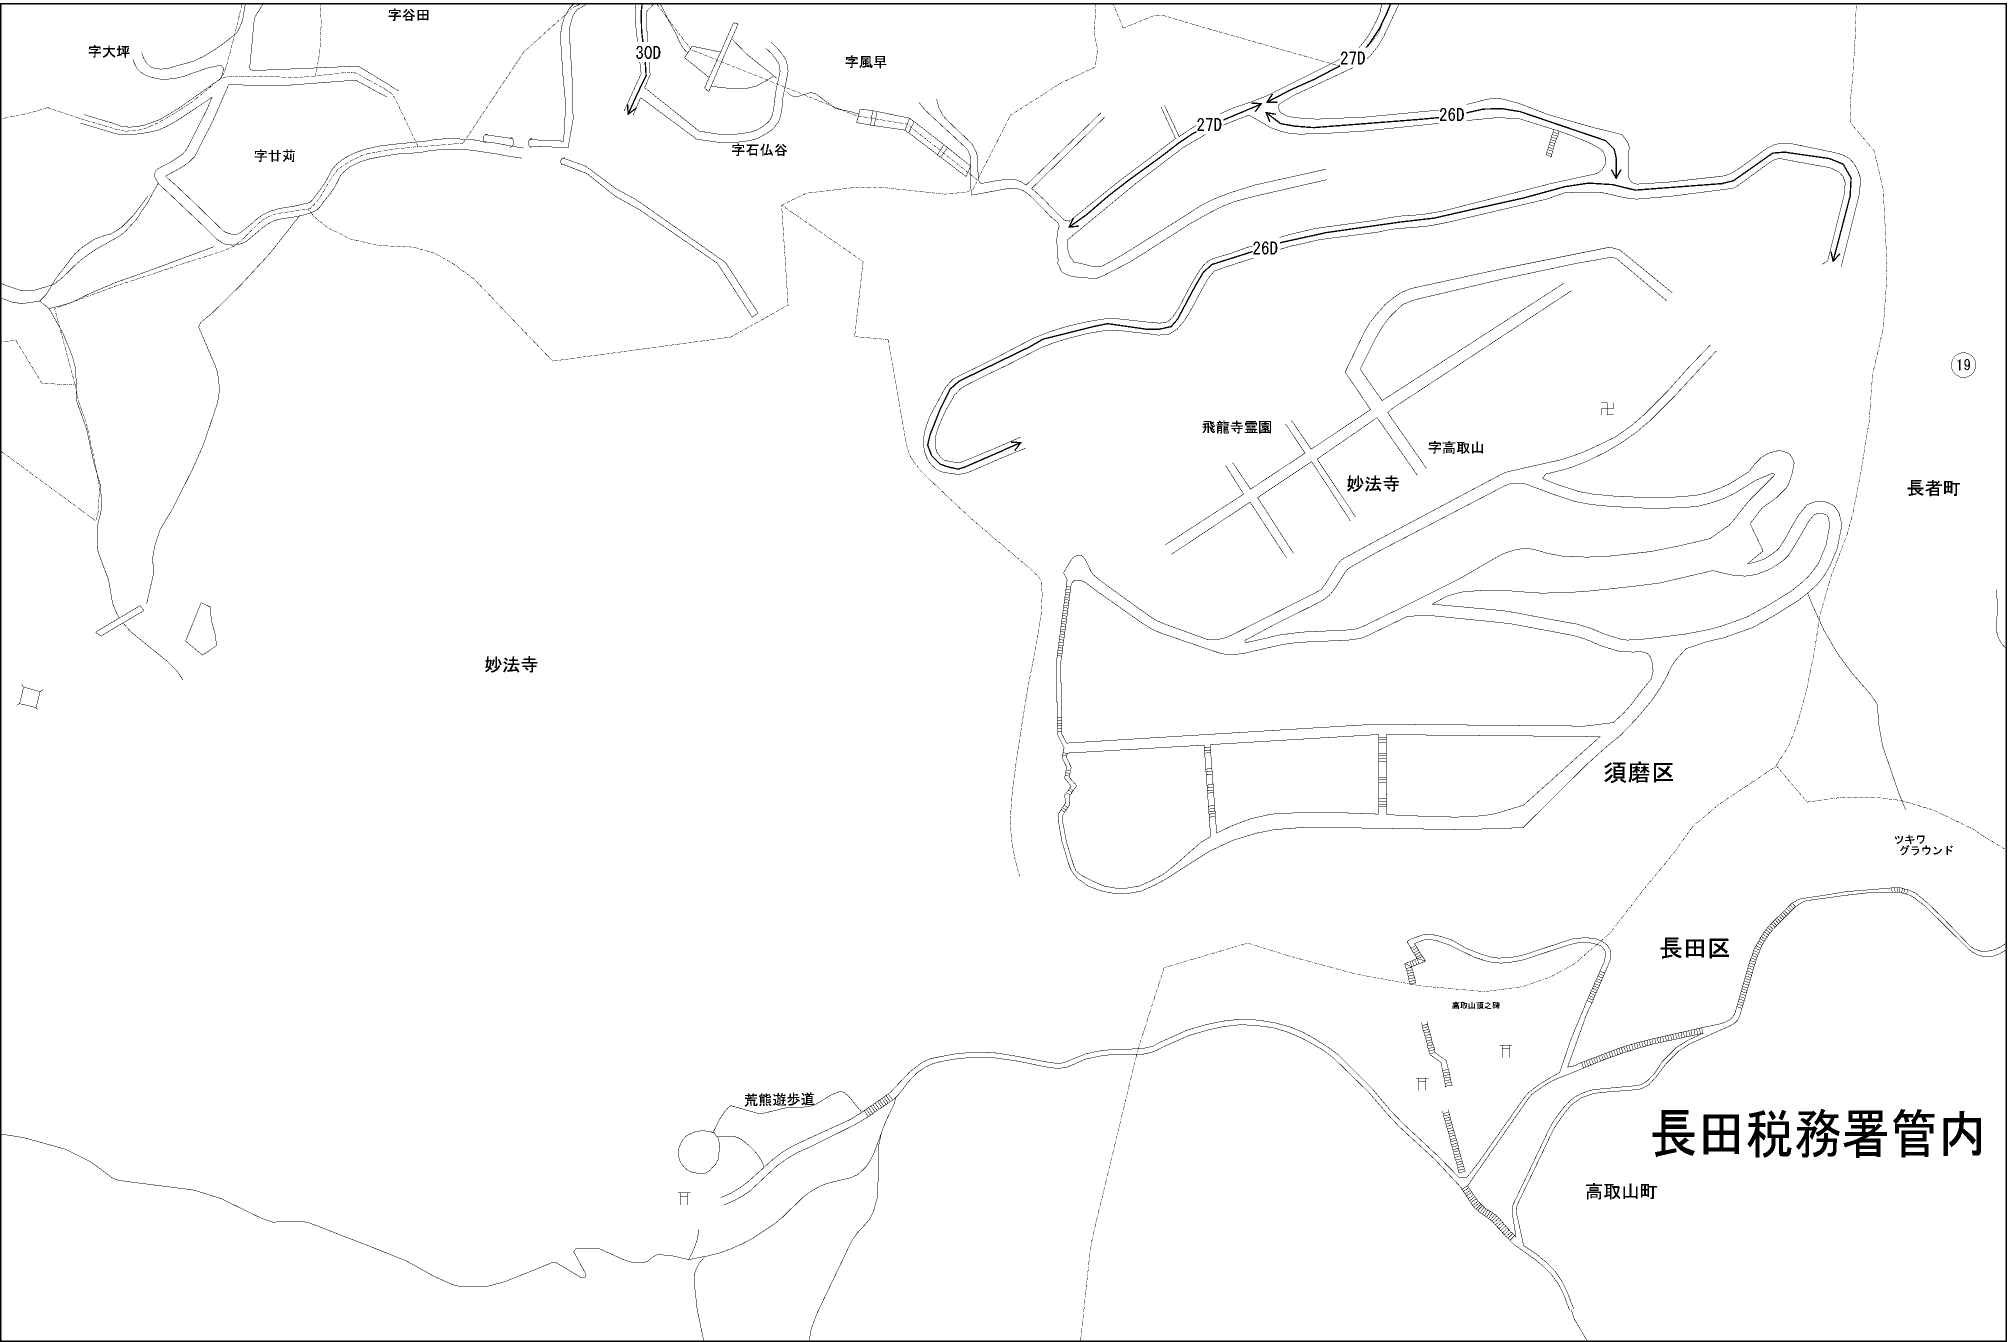 字谷田
字大坪
30D
字風早
27D
27D
26D
字廿苅
字石仏谷
26D
19
飛龍寺霊園
字高取山
妙法寺
長者町
妙法寺
須磨区
ツキワ
グラウンド
長田区
高取山頂之碑
荒熊遊歩道
長田税務署管内
高取山町